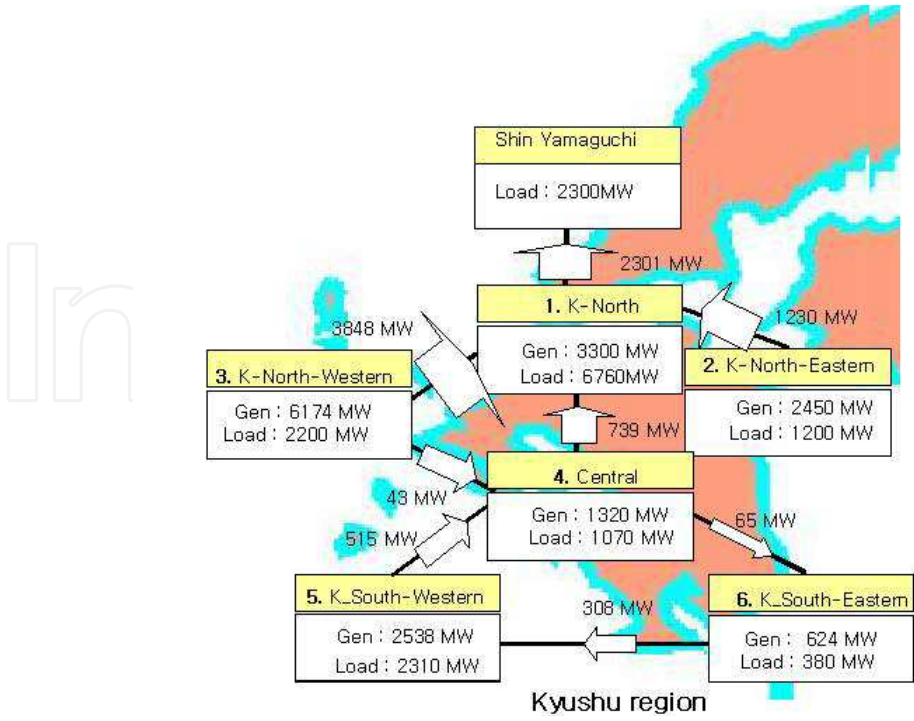 In
Shin Yamaguchi
Load : 2300MW
2301 MW
1. K-North
Gen : 3300 MW
Load : 6760MW
1230 MW
2. K-North-Eastern
Gen : 2450 MW
Load : 1200 MW
3848 MW
3. K-North-Western
Gen : 6174 MW
Load : 2200 MW
739 MW
43 MW
4. Central
Gen : 1320 MW
Load : 1070 MW
515 MW
65 MW
5. K_South-Western
Gen : 2538 MW
Load : 2310 MW
308 MW
6. K_South-Eastern
Gen : 624 MW
Load : 380 MW
Kyushu region